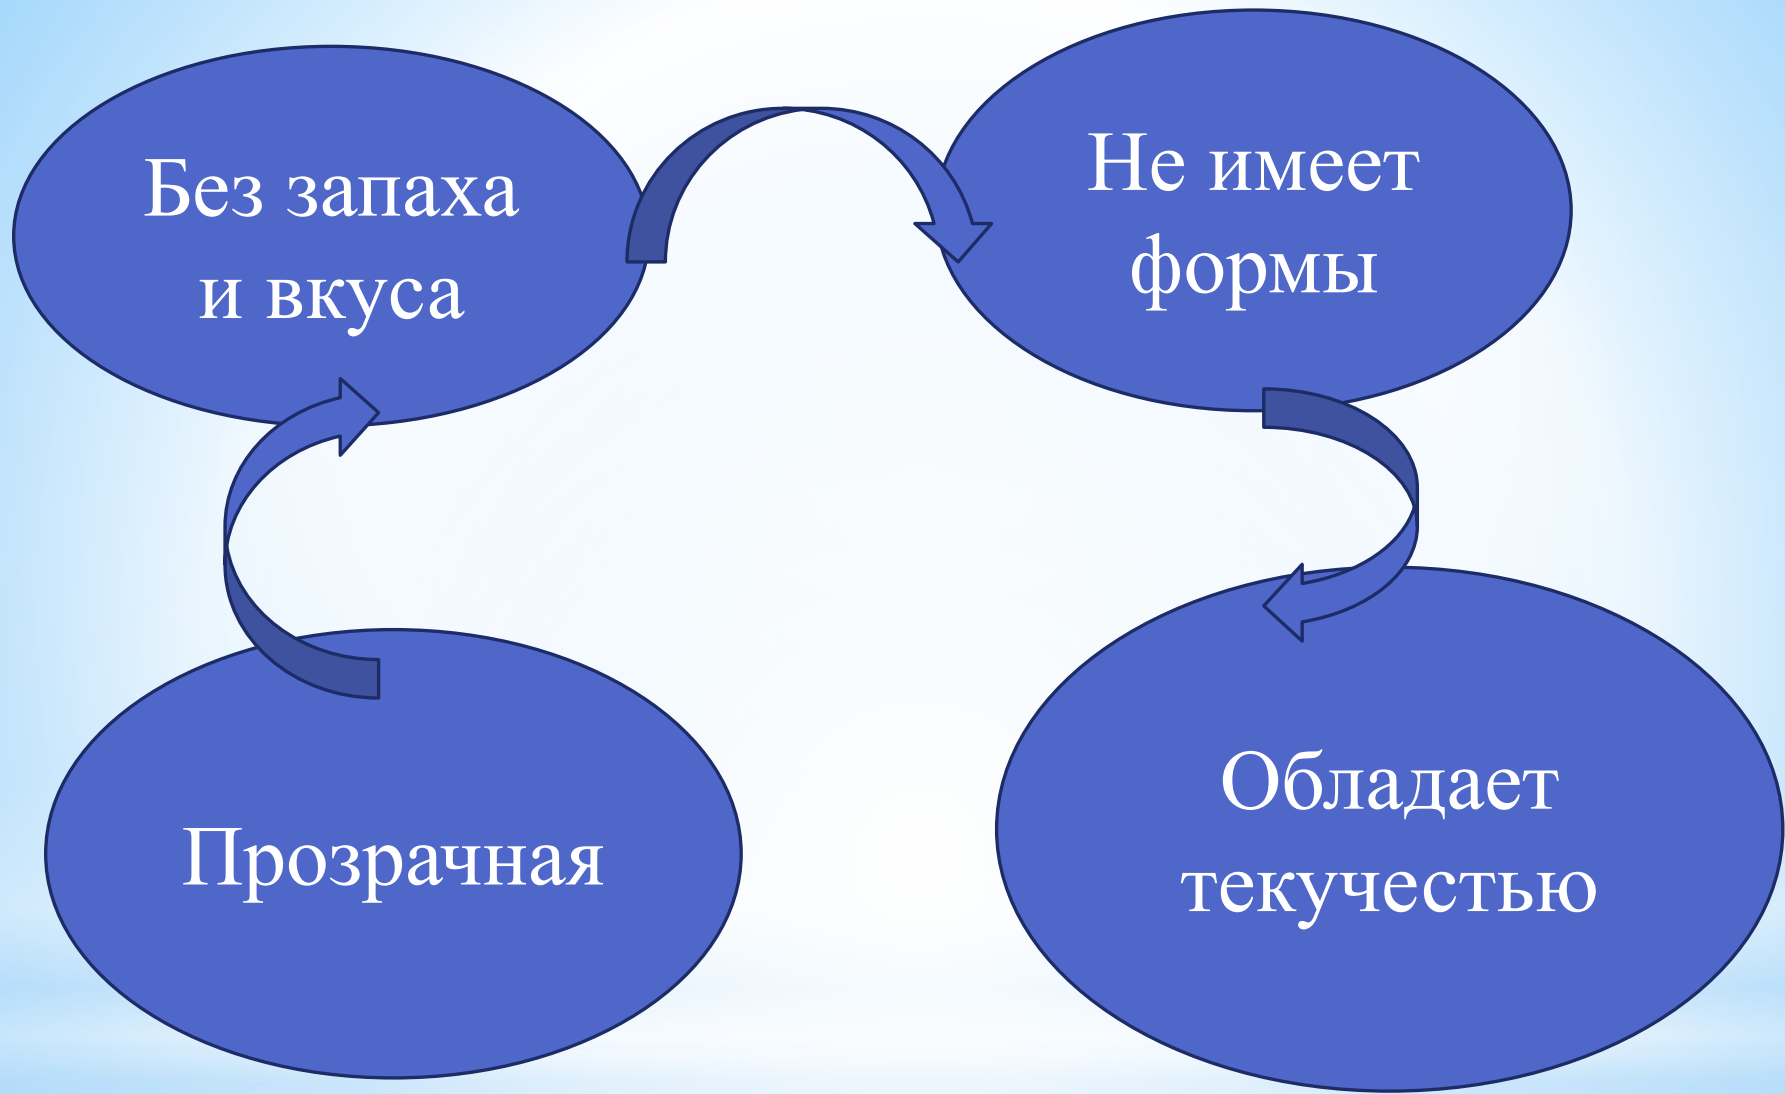 Без запаха
и вкуса
Не имеет
формы
Прозрачная
Обладает
текучестью